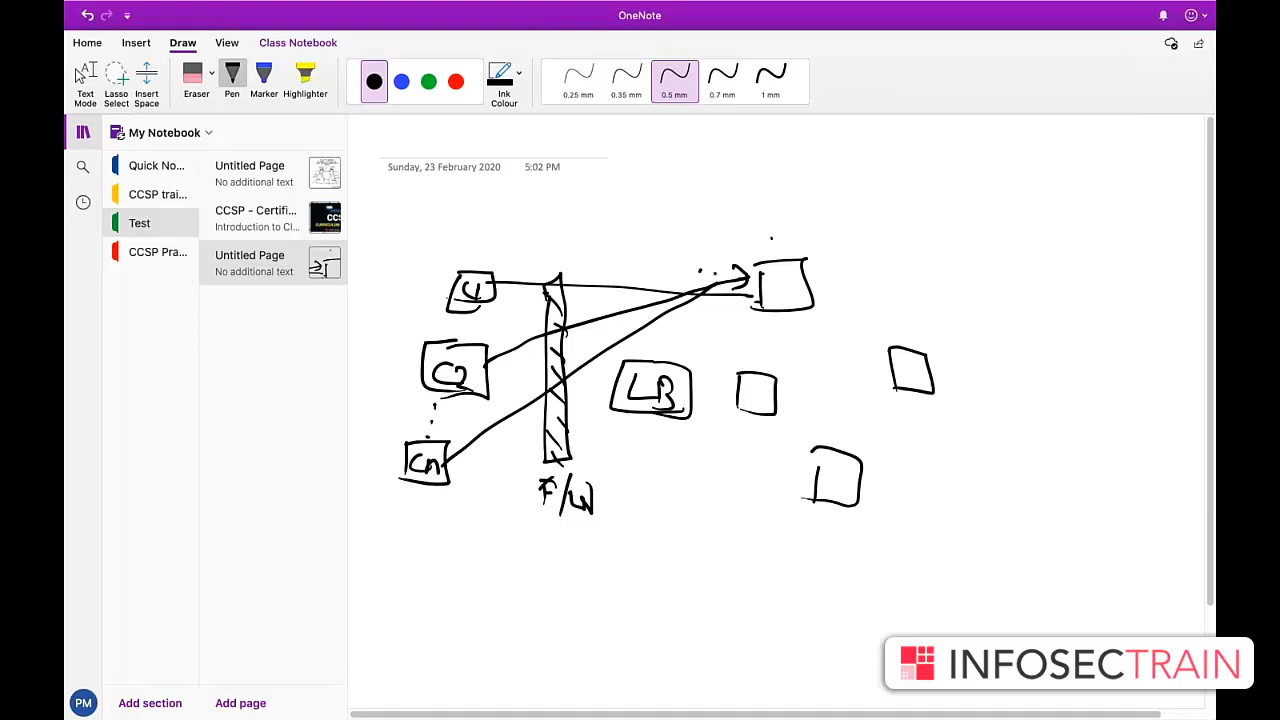 OneNote
Home Insert Draw View Class Notebook
Text Mode
Lasso Select
Insert Space
Eraser
Pen
Marker
Highlighter
Ink Colour
0.25 mm
0.35 mm
0.5 mm
0.7 mm
1 mm
My Notebook
Quick No...
CCSP trai...
Test
CCSP Pra...
Untitled Page
No additional text
CCSP - Certifi...
Introduction to Cl...
Untitled Page
No additional text
Sunday, 23 February 2020 5:02 PM
C2
LB
Cn
F/W
PM
Add section
Add page
INFOSECTRAIN